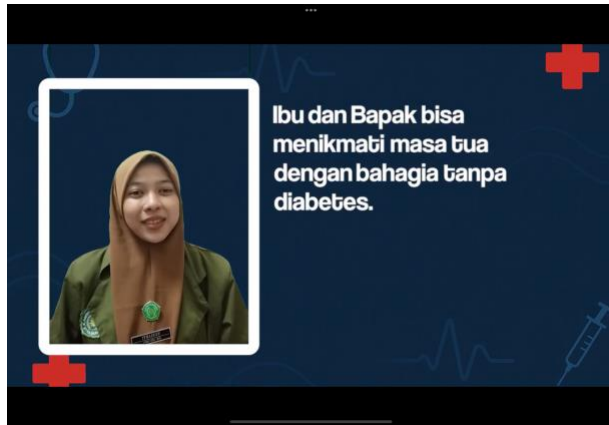 Ibu dan Bapak bisa
menikmati masa tua
dengan bahagia tanpa
diabetes.